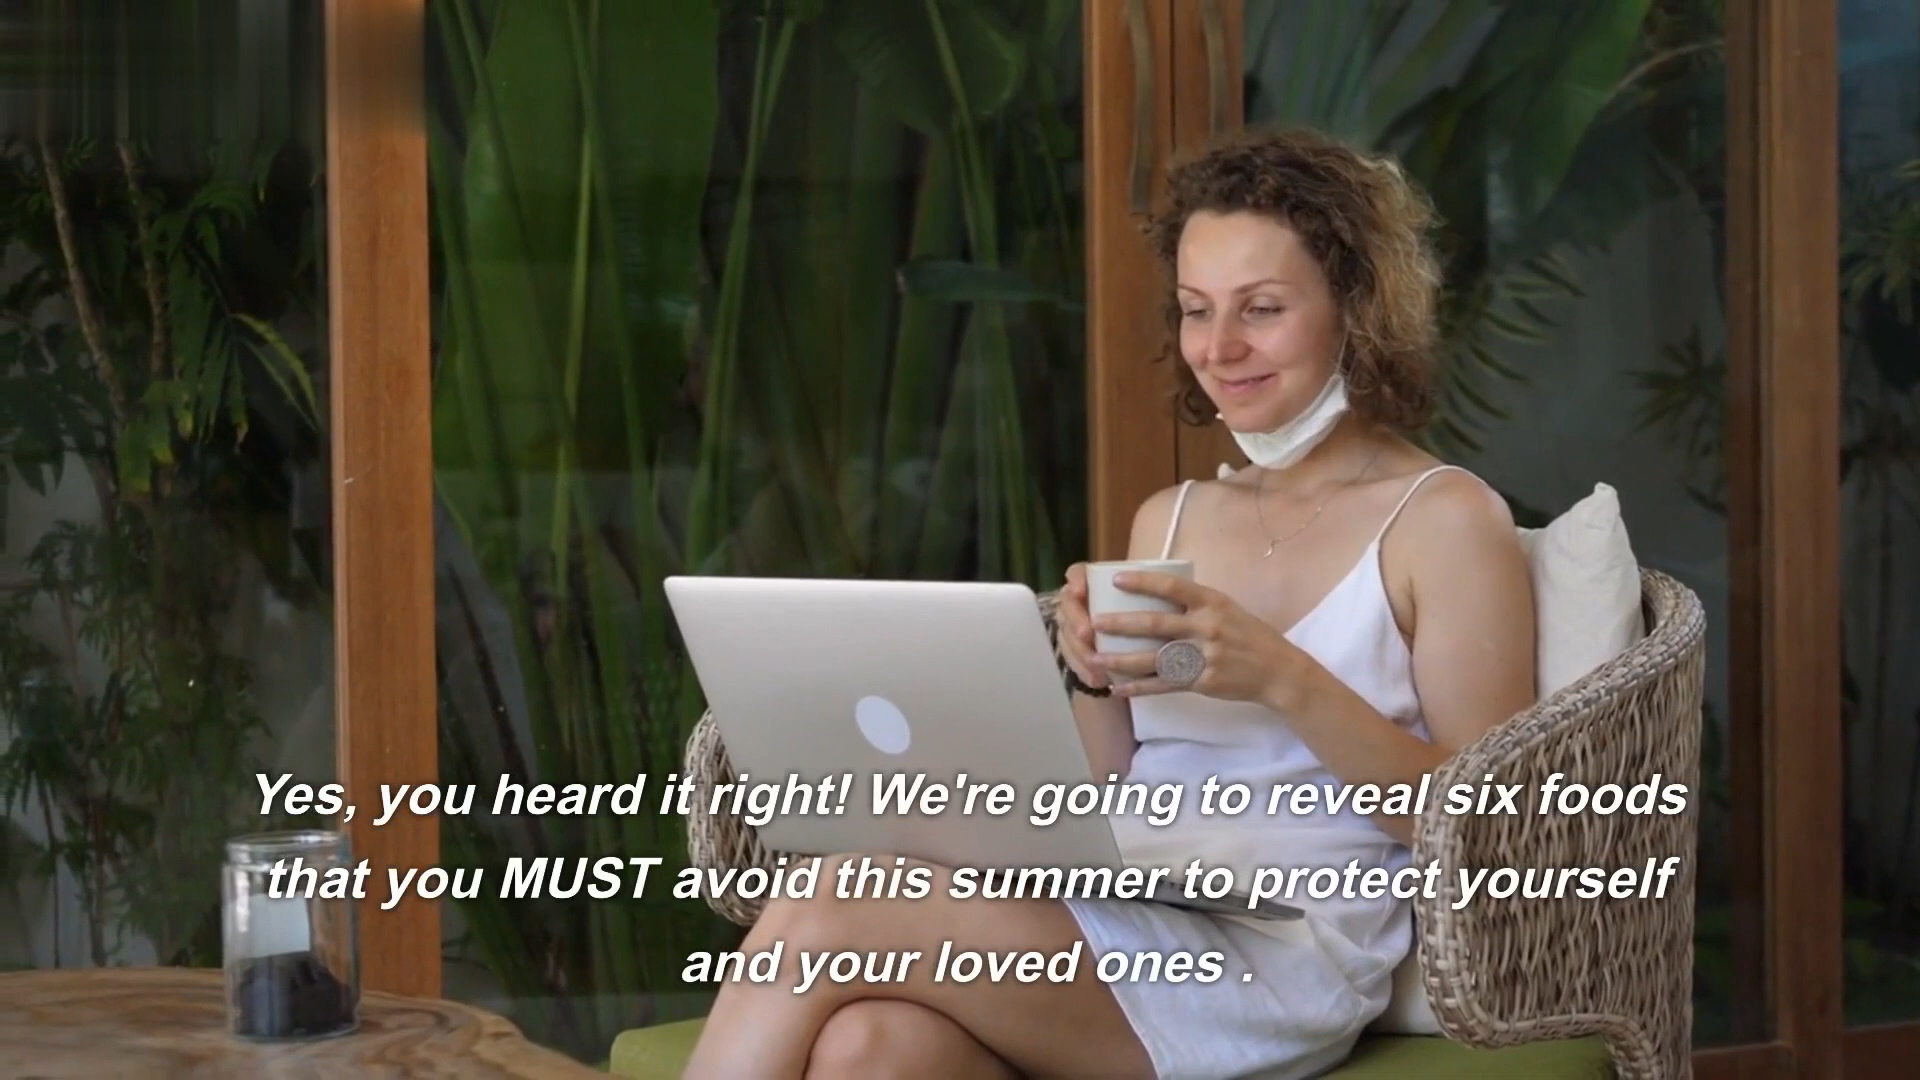 Yes, you heard it right! We're going to reveal six foods
that you MUST avoid this summer to protect yourself
and your loved ones .